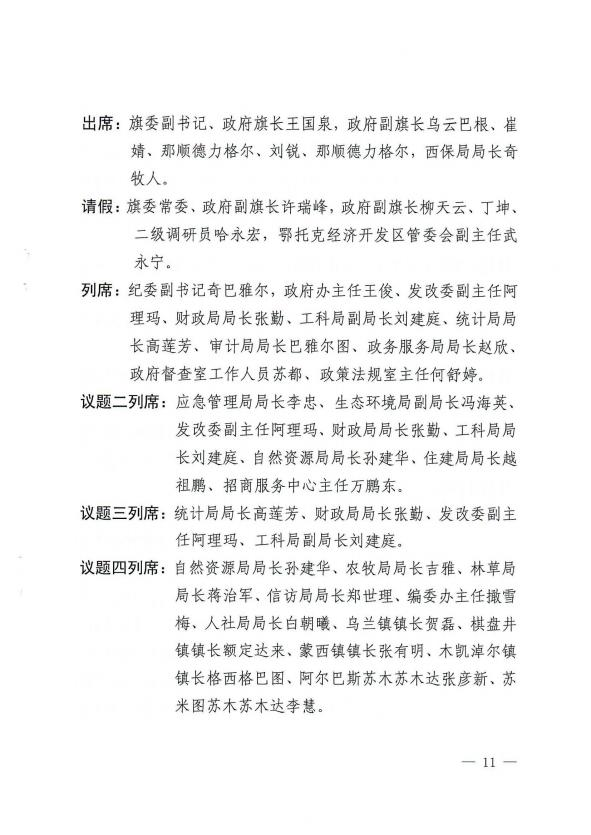 出席：旗委副书记、政府旗长王国泉，政府副旗长乌云巴根、崔
婧、那顺德力格尔、刘锐、那顺德力格尔，西保局局长奇
牧人。
请假：旗委常委、政府副旗长许瑞峰，政府副旗长柳天云、丁坤、
二级调研员哈永宏，鄂托克经济开发区管委会副主任武
永宁。
列席：纪委副书记奇巴雅尔，政府办主任王俊、发改委副主任阿
理玛、财政局局长张勤、工科局副局长刘建庭、统计局局
长高莲芳、审计局局长巴雅尔图、政务服务局局长赵欣、
政府督查室工作人员苏都、政策法规室主任何舒婷。
议题二列席：应急管理局局长李忠、生态环境局副局长冯海英、
发改委副主任阿理玛、财政局局长张勤、工科局局
长刘建庭、自然资源局局长孙建华、住建局局长越
祖鹏、招商服务中心主任万鹏东。
议题三列席：统计局局长高莲芳、财政局局长张勤、发改委副主
任阿理玛、工科局副局长刘建庭。
议题四列席：自然资源局局长孙建华、农牧局局长吉雅、林草局
局长蒋治军、信访局局长郑世理、编委办主任撖雪
梅、人社局局长白朝曦、乌兰镇镇长贺磊、棋盘井
镇镇长额定达来、蒙西镇镇长张有明、木凯淖尔镇
镇长格西格巴图、阿尔巴斯苏木苏木达张彦新、苏
米图苏木苏木达李慧。
— 11 —